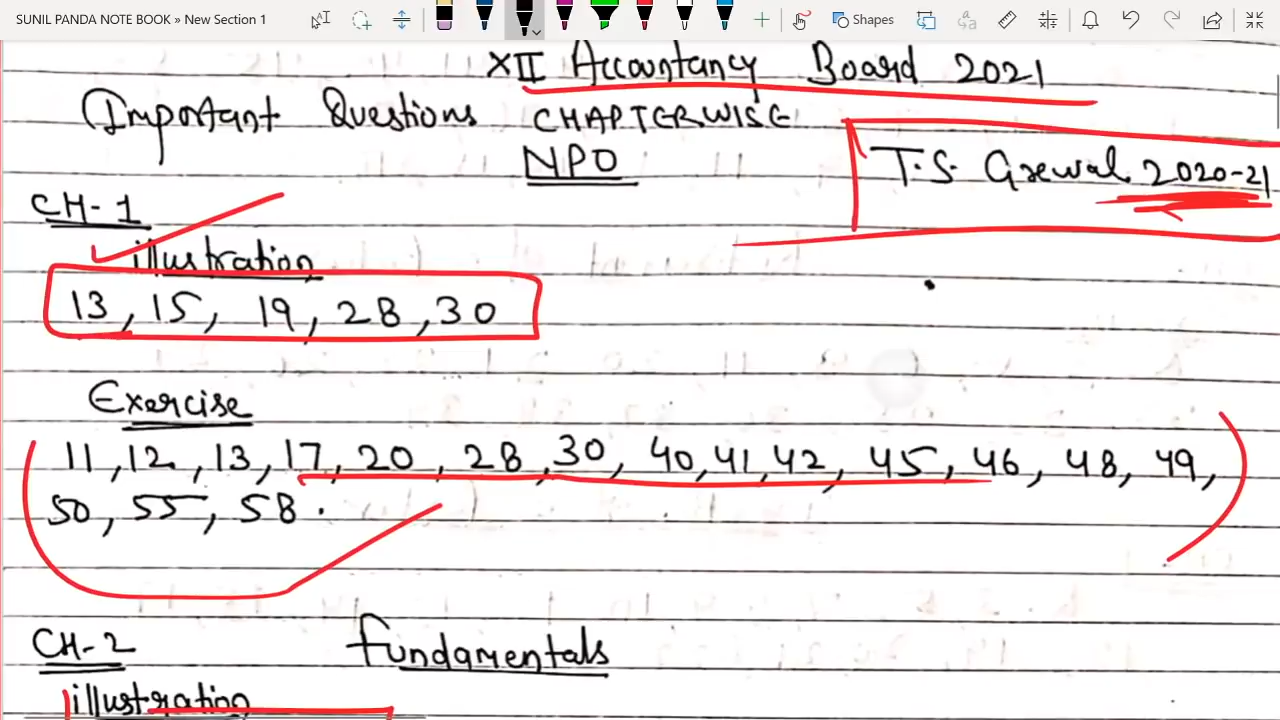 SUNIL PANDA NOTE BOOK » New Section 1
Shapes
XII Accountancy Board 2021
Important Questions CHAPTERWISE
NPO
T.S. Grewal 2020-21
CH-1
illustration
13, 15, 19, 28, 30
Exercise
11, 12, 13, 17, 20, 28, 30, 40, 41, 42, 45, 46, 48, 49,
50, 55, 58.
CH-2 Fundamentals
illustration